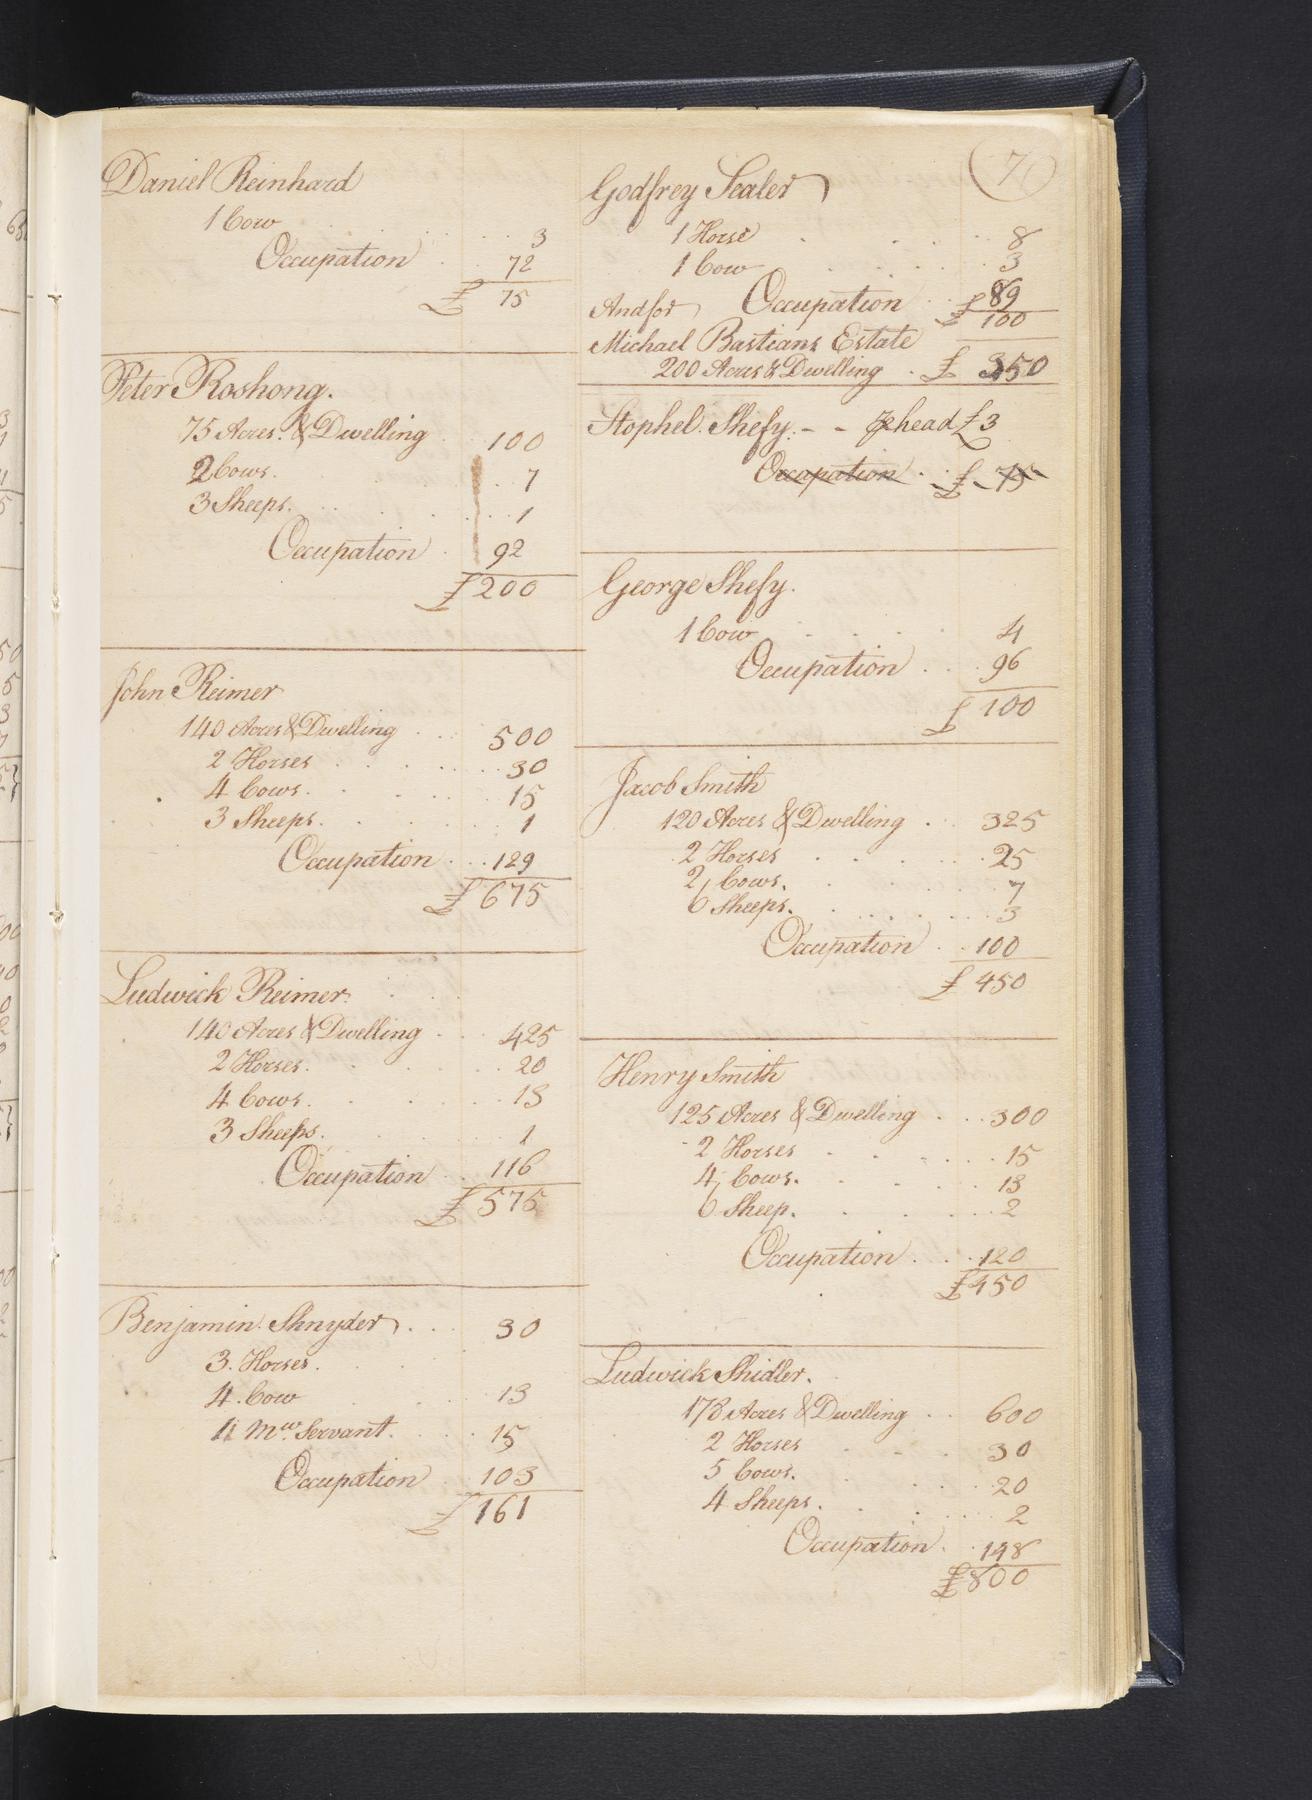 7
Daniel Reinhard
1 Cow 3
Occupation 72
£ 75
Peter Roshong.
75 Acres. & Dwelling 100
2 Cows. 7
3 Sheeps. 1
Occupation 92
£ 200
John Reimer
140 Acres & Dwelling 500
2 Horses 30
4 Cows. 15
3 Sheeps. 1
Occupation 129
£ 675
Ludwick Reimer
140 Acres & Dwelling 425
2 Horses. 20
4 Cows. 13
3 Sheeps. 1
Occupation 116
£ 575
Benjamin Shnyder 30
3. Horses.
4. Cow 13
1 Servant. 15
Occupation 103
£ 161
Godfrey Sealer
1 Horse 8
1 Cow 3
And for Occupation 89
£ 100
Michael Bastians Estate
200 Acres & Dwelling £ 350
Stophel Shefy. - - ⅌ head £ 3
Occupation £ 75
George Shefy.
1 Cow 4
Occupation 96
£ 100
Jacob Smith
120 Acres & Dwelling 325
2 Horses 25
2, Cows. 7
6 Sheeps. 3
Occupation 100
£ 450
Henry Smith
125 Acres & Dwelling 300
2 Horses 15
4, Cows. 13
6 Sheep. 2
Occupation 120
£ 450
Ludwick Shidler.
178 Acres & Dwelling 600
2 Horses 30
5 Cows. 20
4 Sheeps. 2
Occupation 148
£ 800